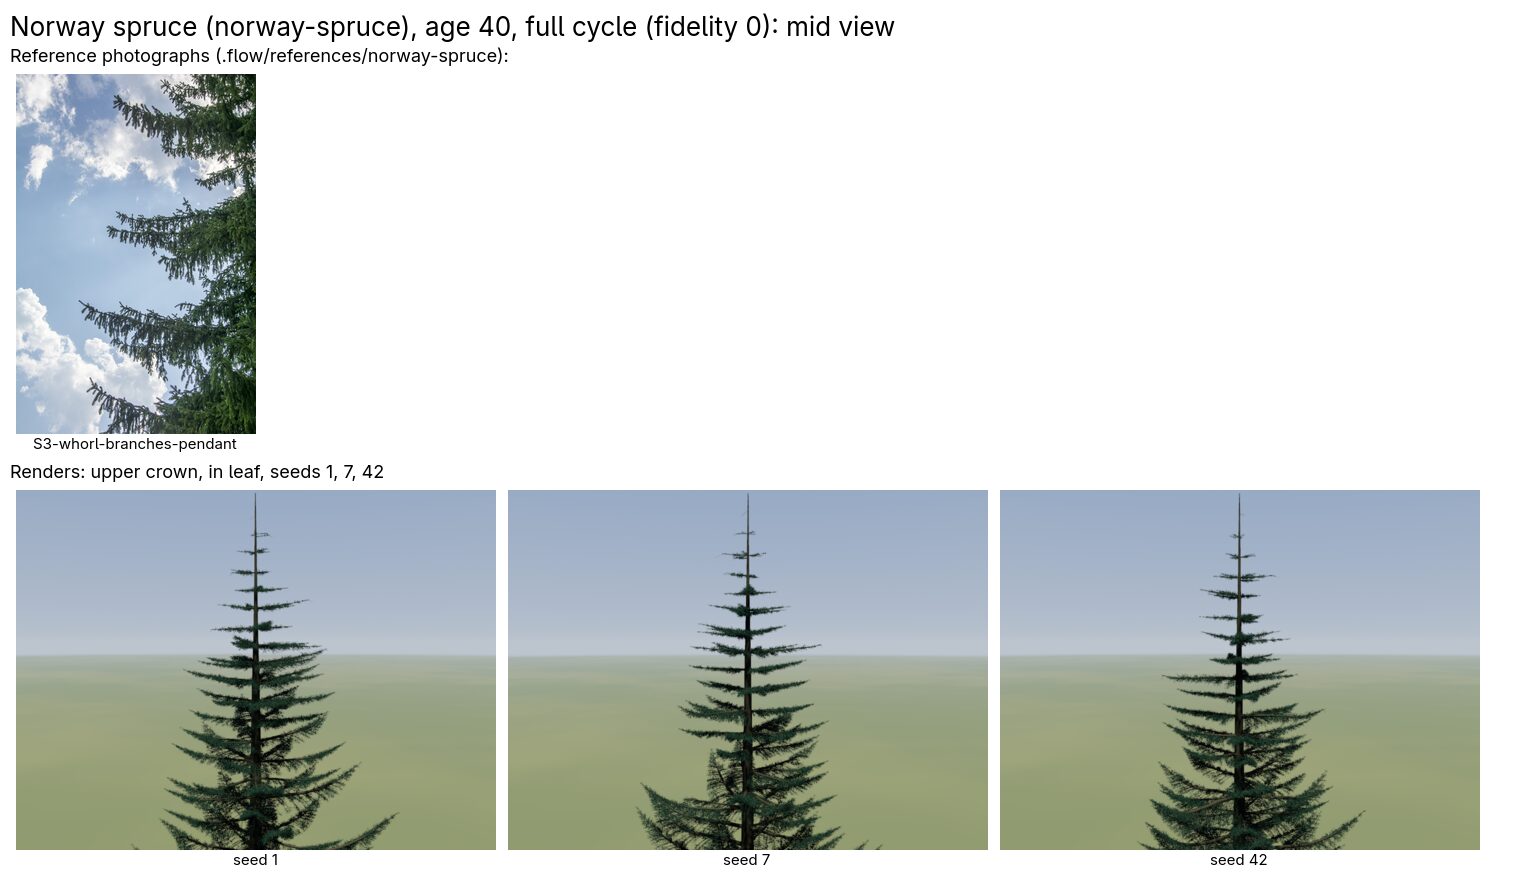 Norway spruce (norway-spruce), age 40, full cycle (fidelity 0): mid view
Reference photographs (.flow/references/norway-spruce):
S3-whorl-branches-pendant
Renders: upper crown, in leaf, seeds 1, 7, 42
seed 1
seed 7
seed 42